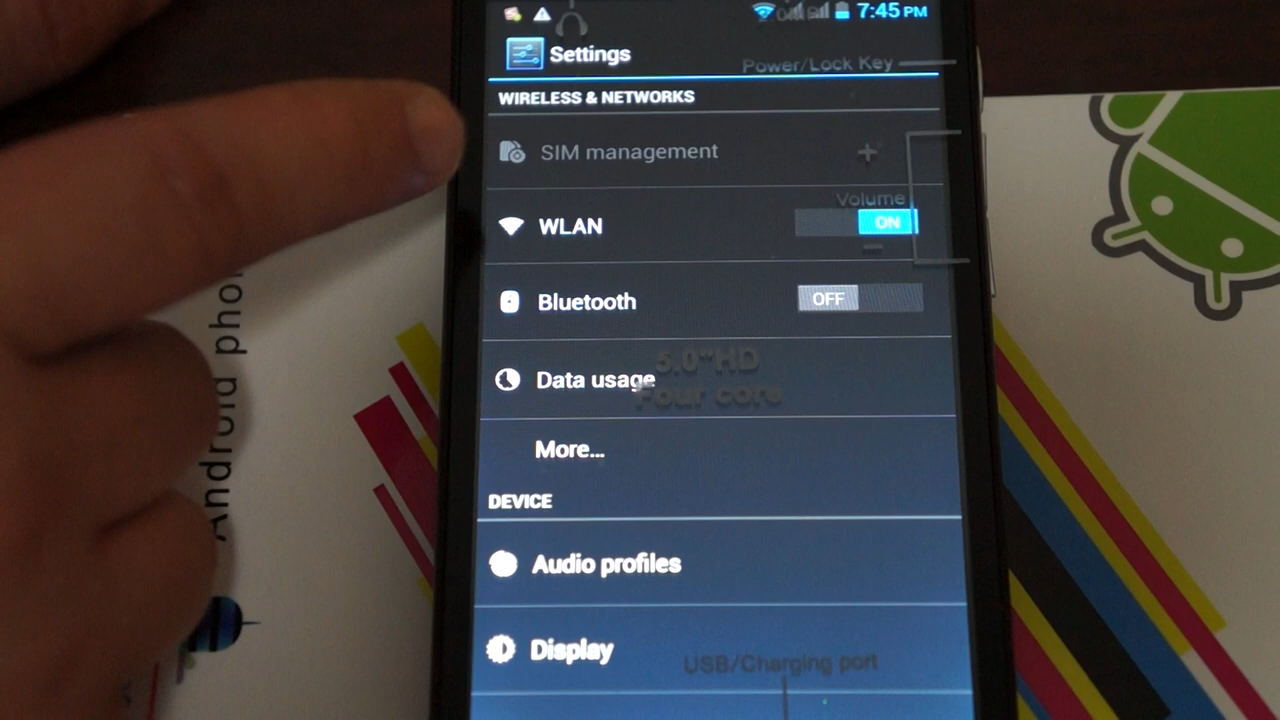 7:45 PM
Settings
Power/Lock Key
WIRELESS & NETWORKS
SIM management
+
Volume
WLAN
ON
-
Bluetooth
OFF
5.0"HD
Four core
Data usage
More...
DEVICE
Audio profiles
Display
USB/Charging port
Android phon